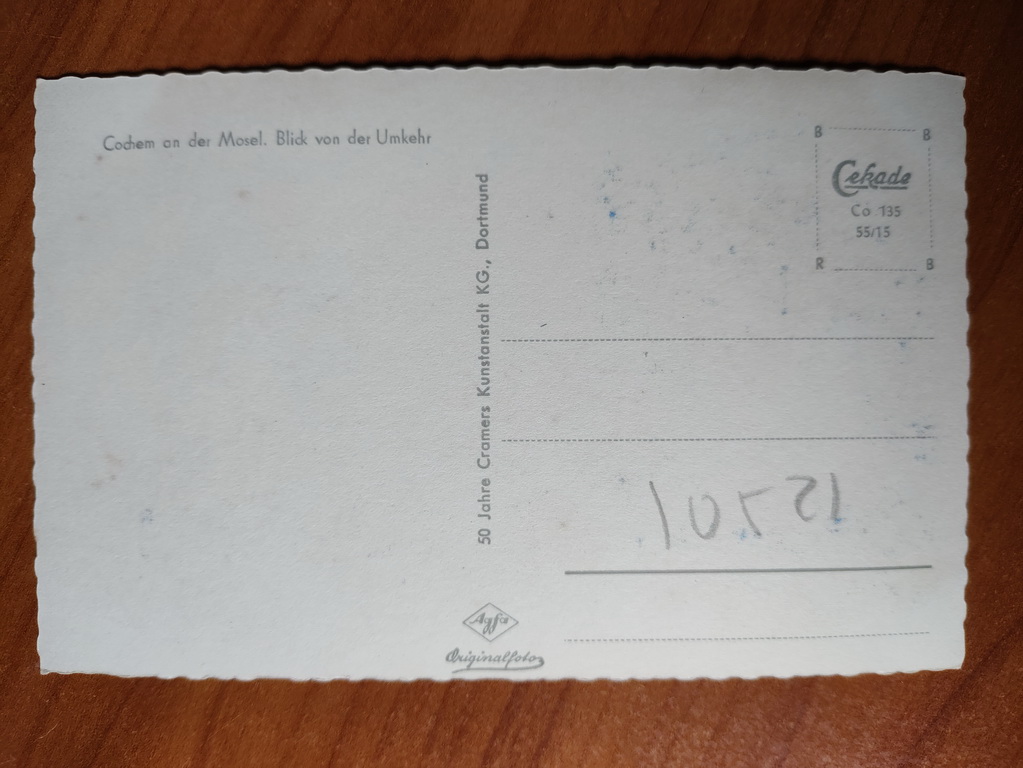 Cochem an der Mosel. Blick von der Umkehr
50 Jahre Cramers Kunstanstalt KG., Dortmund
B B
Cekade
Co 135
55/15
R B
Agfa
Originalfoto